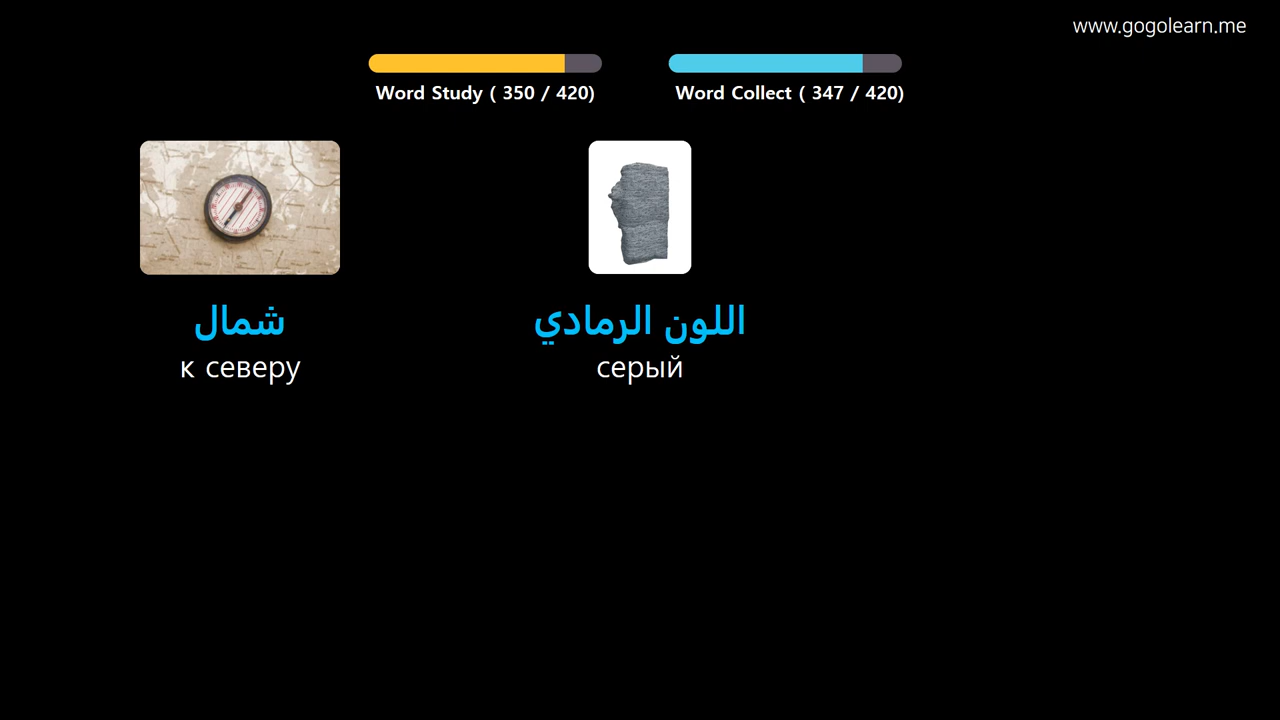 www.gogolearn.me
Word Study ( 350 / 420)
Word Collect ( 347 / 420)
شمال
к северу
اللون الرمادي
серый